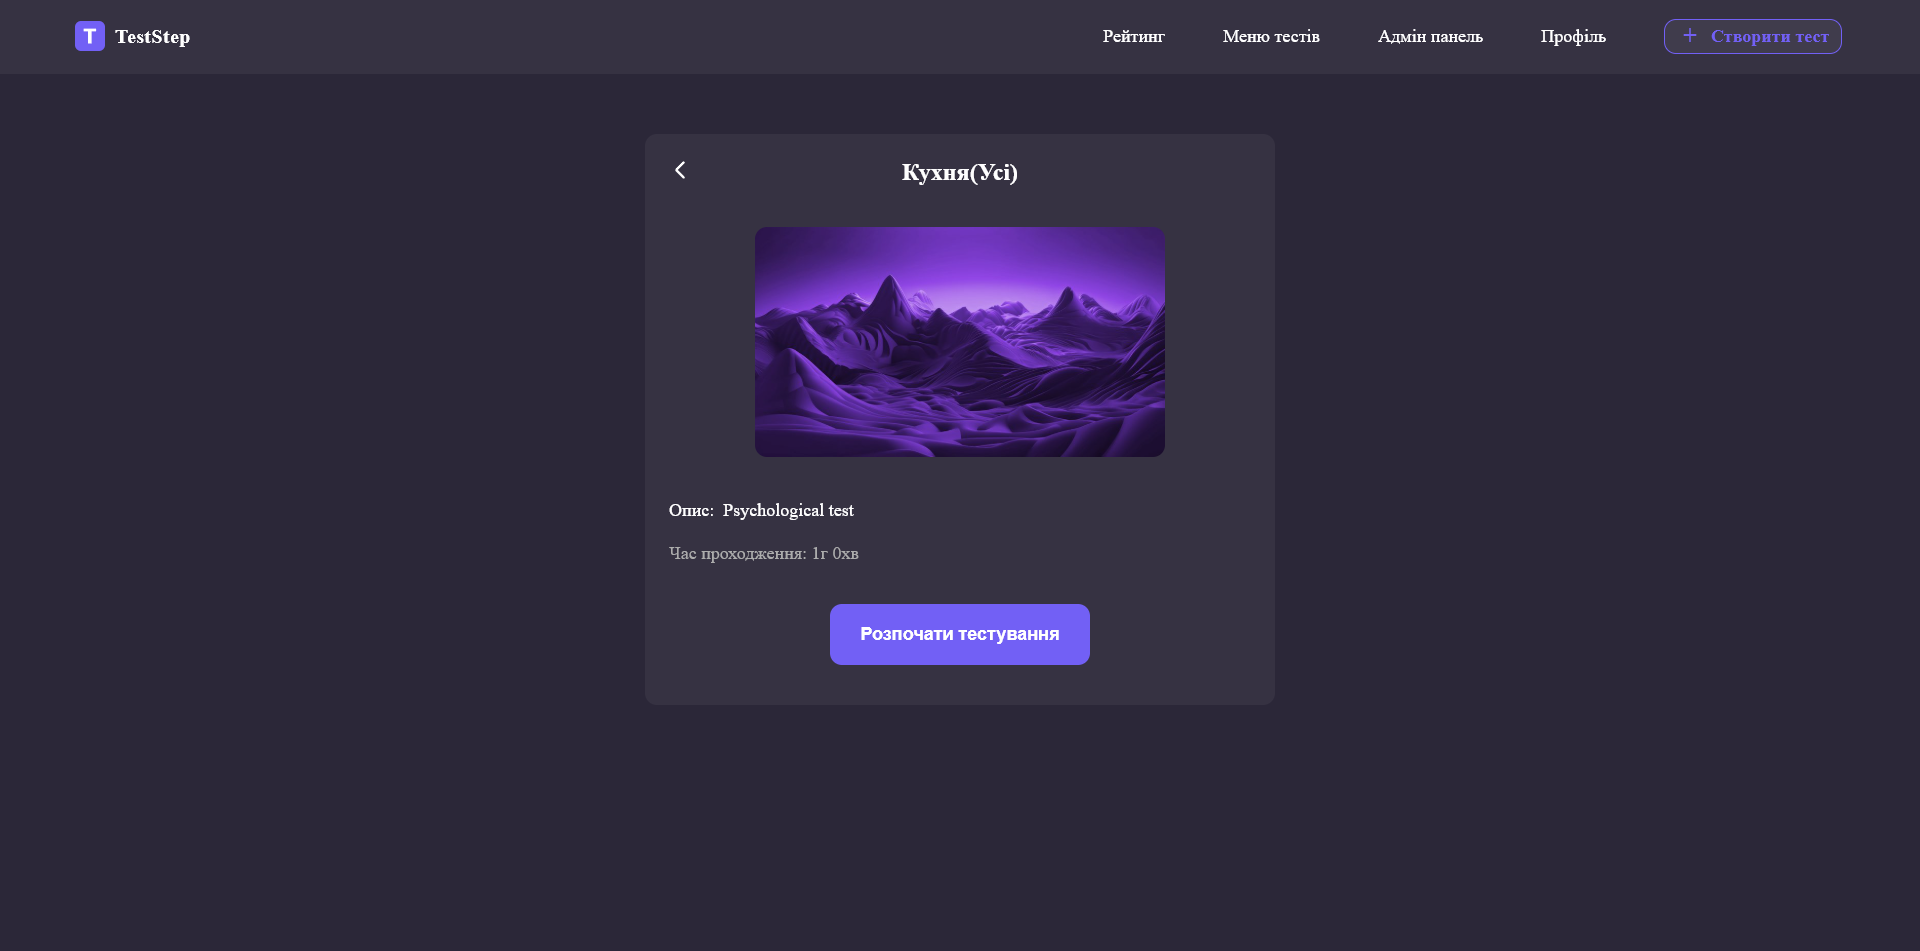 T TestStep
Рейтинг
Меню тестів
Адмін панель
Профіль
+ Створити тест
Кухня(Усі)
Опис: Psychological test
Час проходження: 1г 0хв
Розпочати тестування